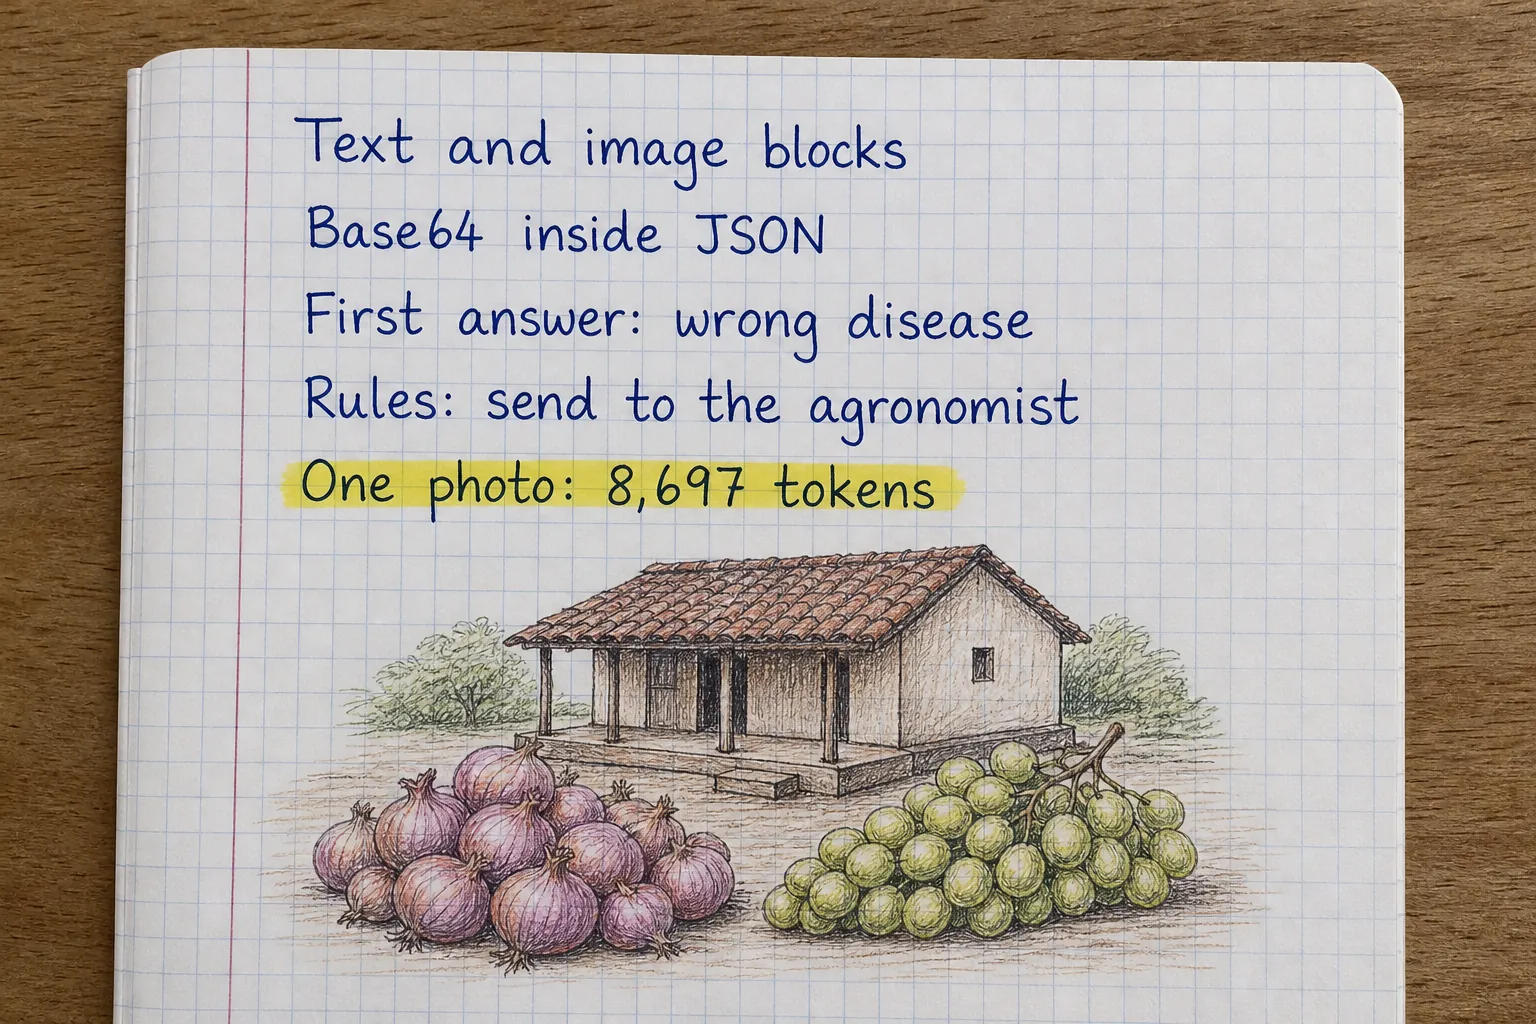 Text and image blocks
Base64 inside JSON
First answer: wrong disease
Rules: send to the agronomist
One photo: 8,697 tokens